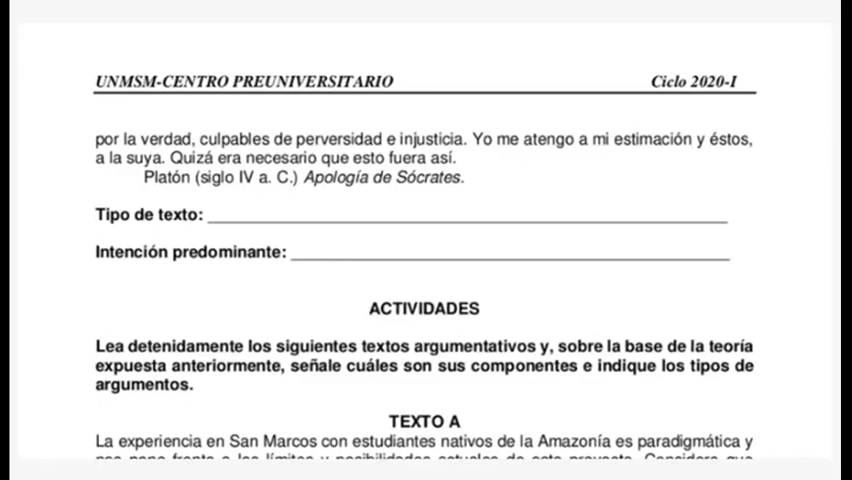 UNMSM-CENTRO PREUNIVERSITARIO Ciclo 2020-I
por la verdad, culpables de perversidad e injusticia. Yo me atengo a mi estimación y éstos,
a la suya. Quizá era necesario que esto fuera así.
Platón (siglo IV a. C.) Apología de Sócrates.
Tipo de texto: ____________________
Intención predominante: ____________________
ACTIVIDADES
Lea detenidamente los siguientes textos argumentativos y, sobre la base de la teoría
expuesta anteriormente, señale cuáles son sus componentes e indique los tipos de
argumentos.
TEXTO A
La experiencia en San Marcos con estudiantes nativos de la Amazonía es paradigmática y